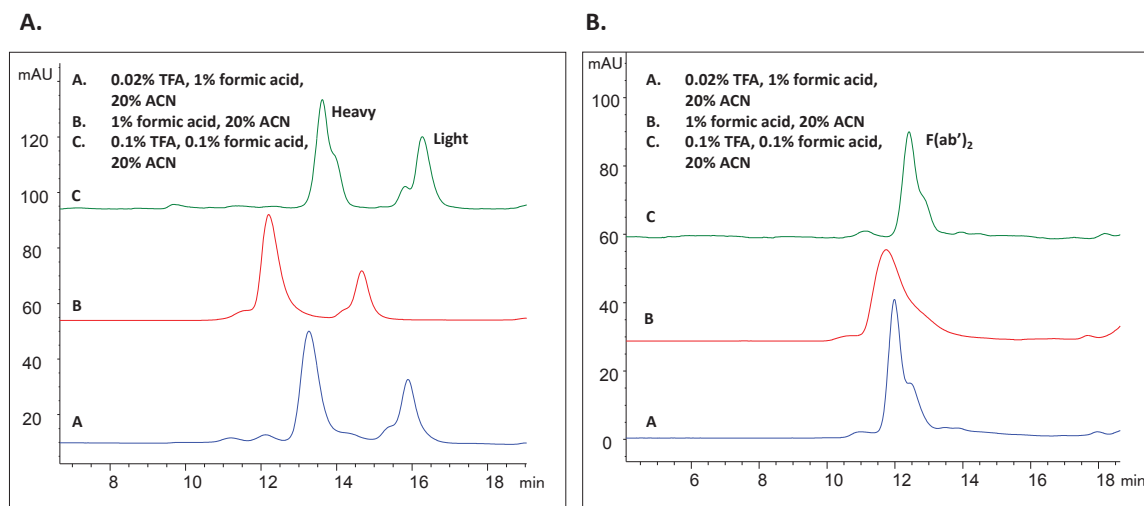 A.
mAU
A. 0.02% TFA, 1% formic acid,
20% ACN
B. 1% formic acid, 20% ACN
C. 0.1% TFA, 0.1% formic acid,
20% ACN
Heavy
Light
120
100
80
60
40
20
C
B
A
8 10 12 14 16 18 min
B.
mAU
A. 0.02% TFA, 1% formic acid,
20% ACN
B. 1% formic acid, 20% ACN
C. 0.1% TFA, 0.1% formic acid,
20% ACN
F(ab’)₂
100
80
60
40
20
0
C
B
A
6 8 10 12 14 16 18 min